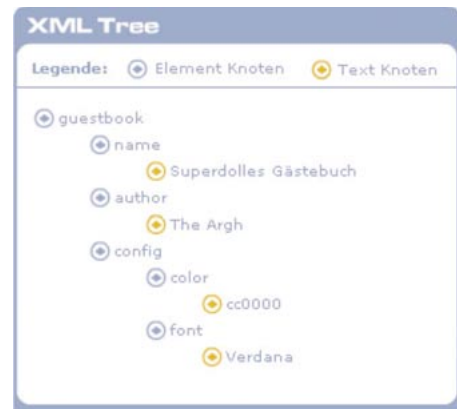 XML Tree
Legende: Element Knoten Text Knoten
guestbook
name
Superdolles Gästebuch
author
The Argh
config
color
cc0000
font
Verdana